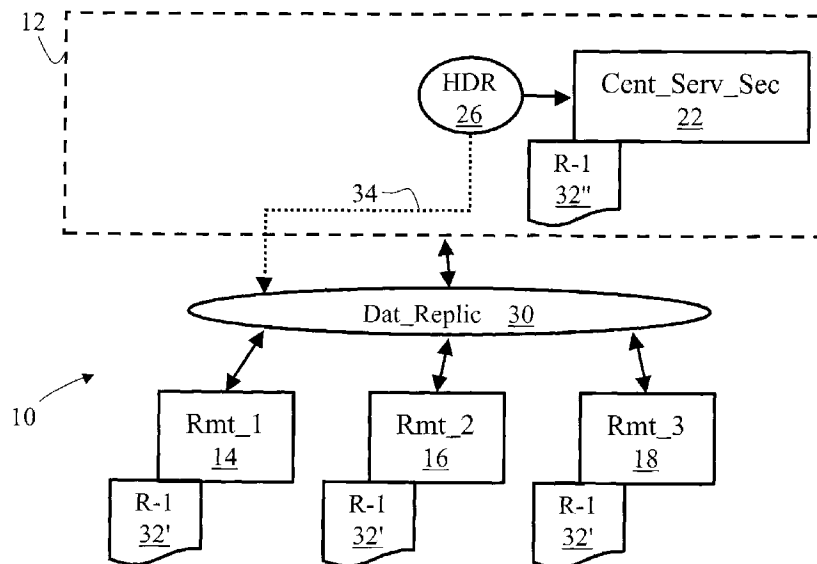 12
HDR
26
Cent_Serv_Sec
22
R-1
32"
34
Dat_Replic 30
10
Rmt_1
14
Rmt_2
16
Rmt_3
18
R-1
32'
R-1
32'
R-1
32'